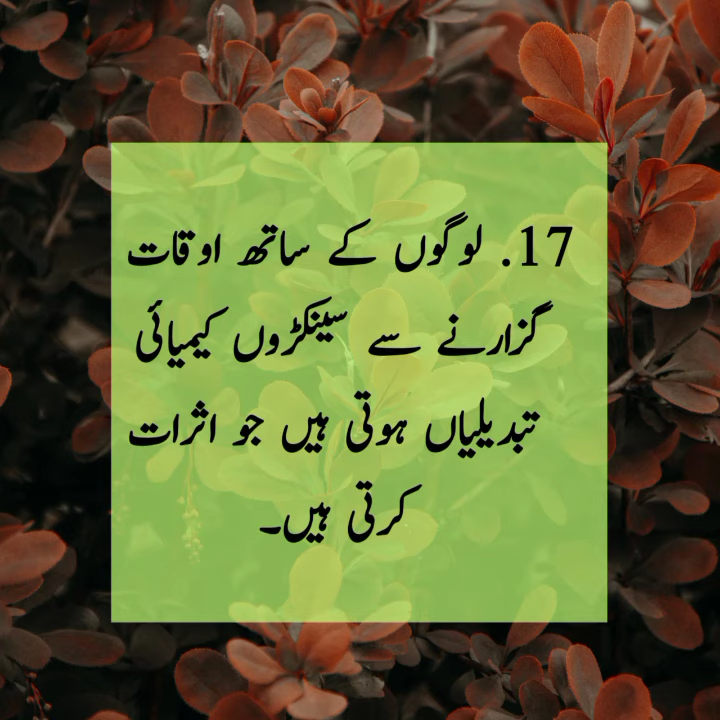 17. لوگوں کے ساتھ اوقات
گزارنے سے سینکڑوں کیمیائی
تبدیلیاں ہوتی ہیں جو اثرات
کرتی ہیں۔